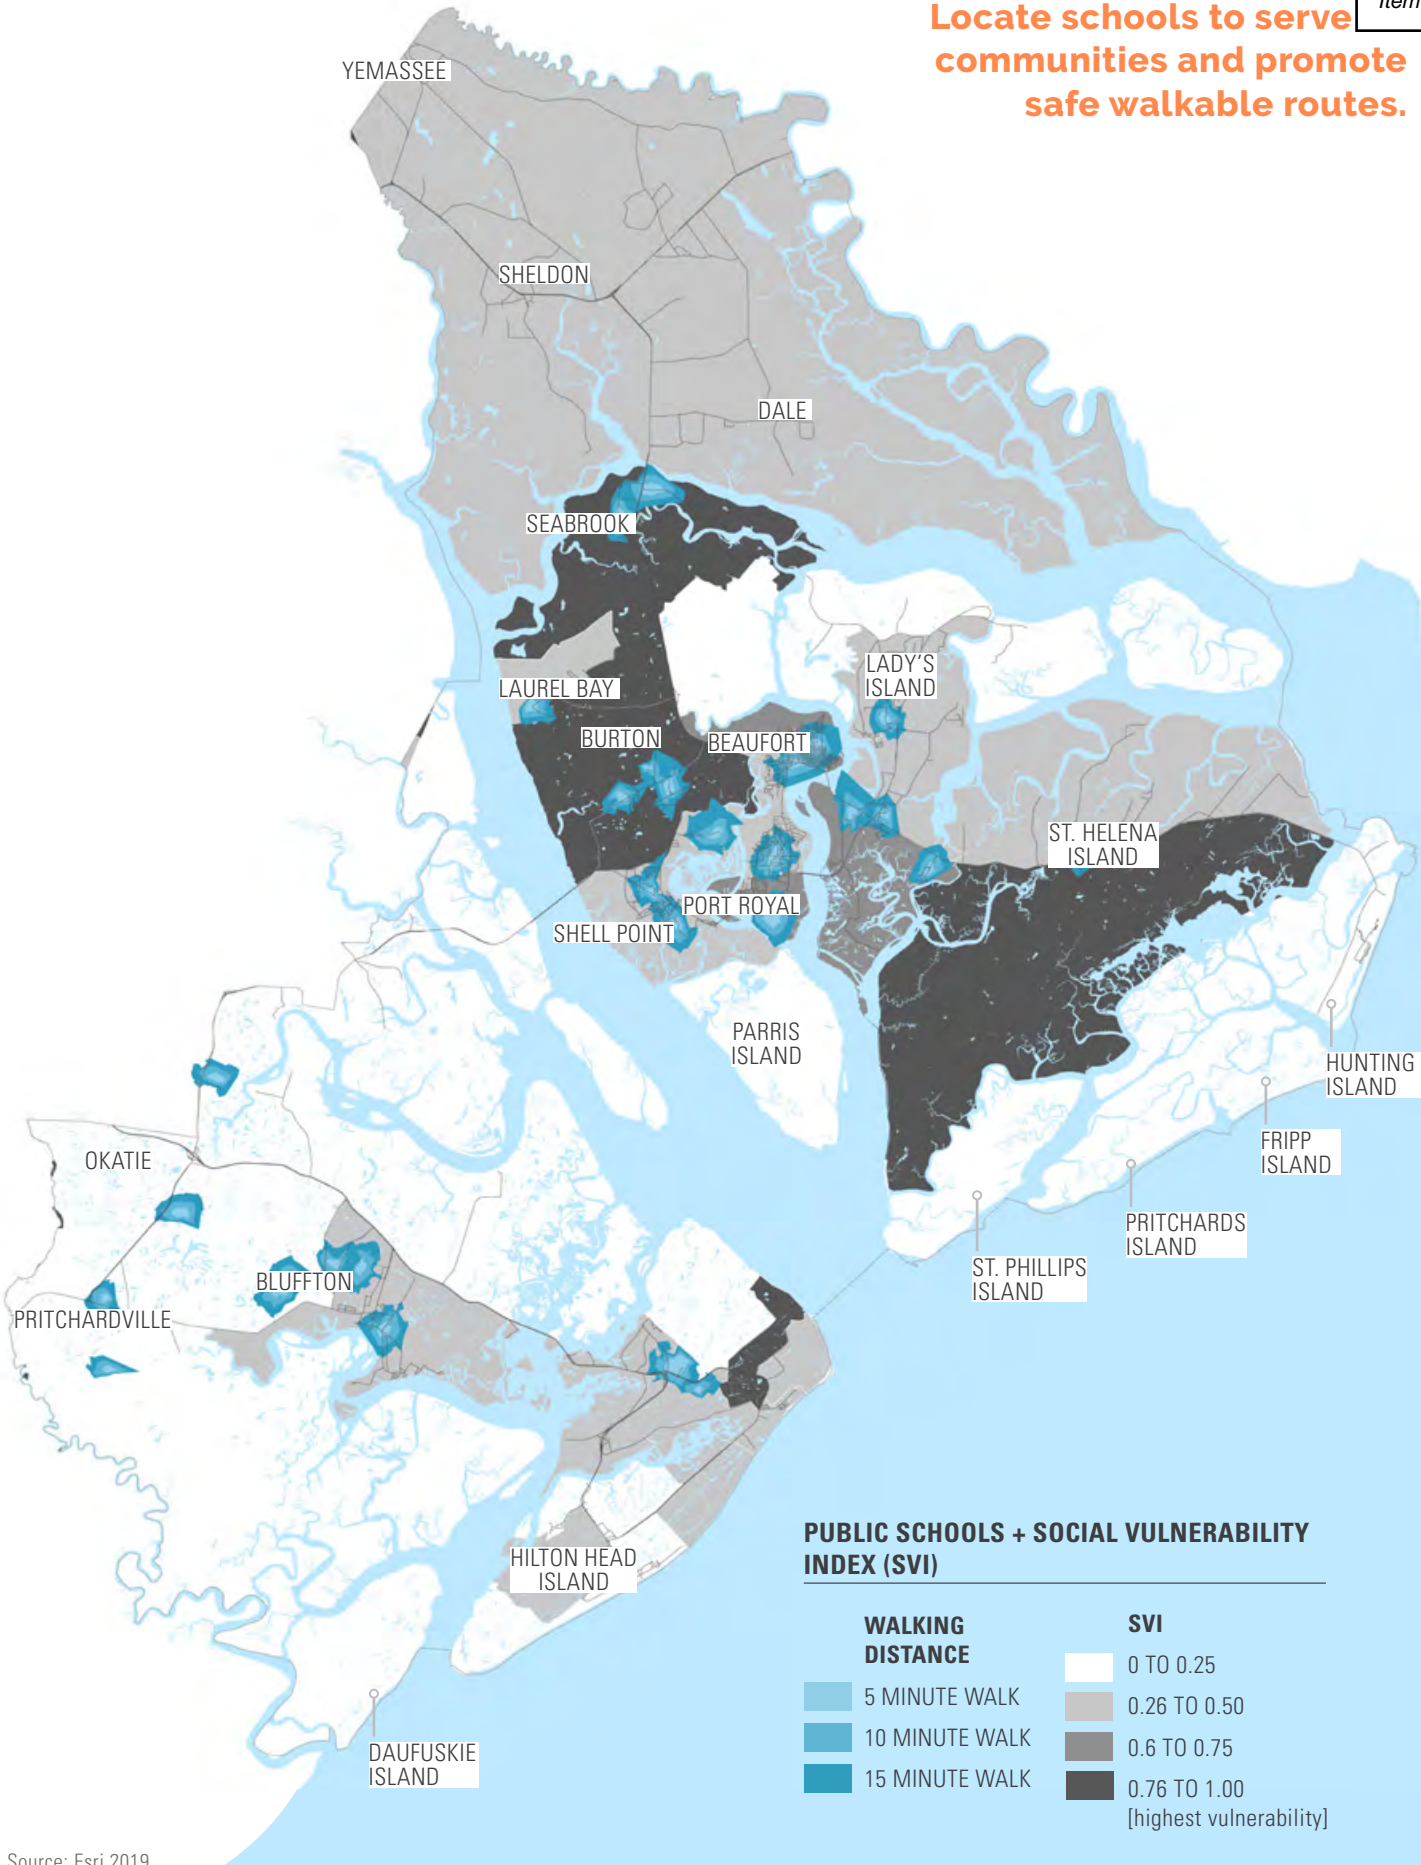 Item
Locate schools to serve
communities and promote
safe walkable routes.
YEMASSEE
SHELDON
DALE
SEABROOK
LADY'S
ISLAND
LAUREL BAY
BURTON
BEAUFORT
ST. HELENA
ISLAND
PORT ROYAL
SHELL POINT
PARRIS
ISLAND
HUNTING
ISLAND
FRIPP
ISLAND
OKATIE
PRITCHARDS
ISLAND
ST. PHILLIPS
ISLAND
BLUFFTON
PRITCHARDVILLE
HILTON HEAD
ISLAND
DAUFUSKIE
ISLAND
PUBLIC SCHOOLS + SOCIAL VULNERABILITY
INDEX (SVI)
WALKING
DISTANCE
5 MINUTE WALK
10 MINUTE WALK
15 MINUTE WALK
SVI
0 TO 0.25
0.26 TO 0.50
0.6 TO 0.75
0.76 TO 1.00
[highest vulnerability]
Source: Esri 2019